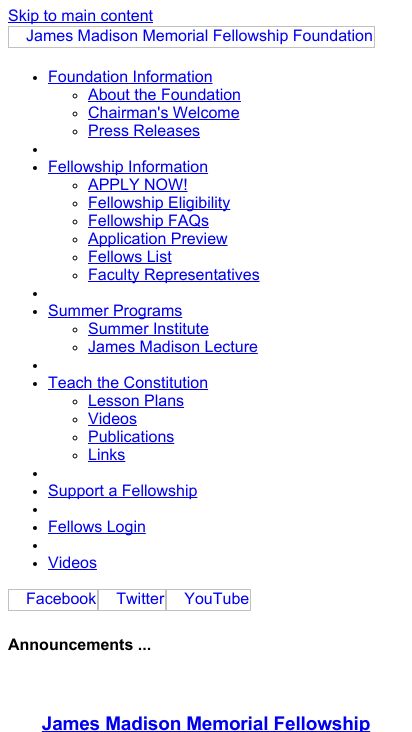 Skip to main content
James Madison Memorial Fellowship Foundation
Foundation Information
About the Foundation
Chairman's Welcome
Press Releases
Fellowship Information
APPLY NOW!
Fellowship Eligibility
Fellowship FAQs
Application Preview
Fellows List
Faculty Representatives
Summer Programs
Summer Institute
James Madison Lecture
Teach the Constitution
Lesson Plans
Videos
Publications
Links
Support a Fellowship
Fellows Login
Videos
Facebook Twitter YouTube
Announcements ...
James Madison Memorial Fellowship